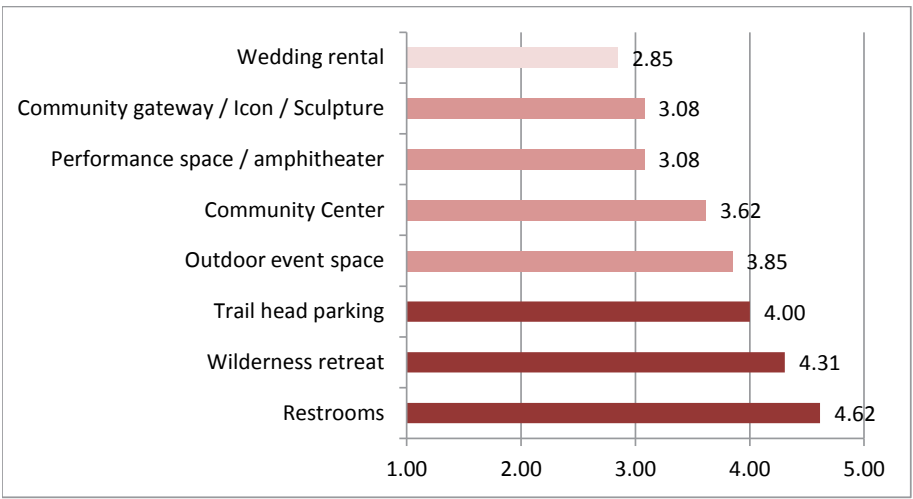 Wedding rental 2.85
Community gateway / Icon / Sculpture 3.08
Performance space / amphitheater 3.08
Community Center 3.62
Outdoor event space 3.85
Trail head parking 4.00
Wilderness retreat 4.31
Restrooms 4.62
1.00 2.00 3.00 4.00 5.00